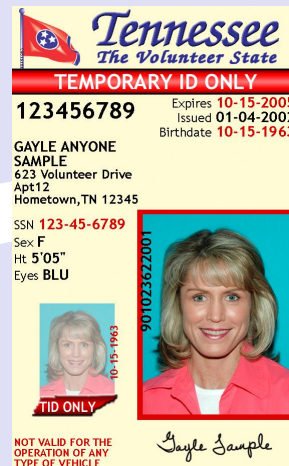 Tennessee
The Volunteer State
TEMPORARY ID ONLY
123456789
Expires 10-15-2005
Issued 01-04-200
Birthdate 10-15-1963
GAYLE ANYONE
SAMPLE
623 Volunteer Drive
Apt12
Hometown,TN 12345
SSN 123-45-6789
Sex F
Ht 5'05"
Eyes BLU
901023622001
10-15-1963
TID ONLY
NOT VALID FOR THE
OPERATION OF ANY
TYPE OF VEHICLE
Gayle Sample